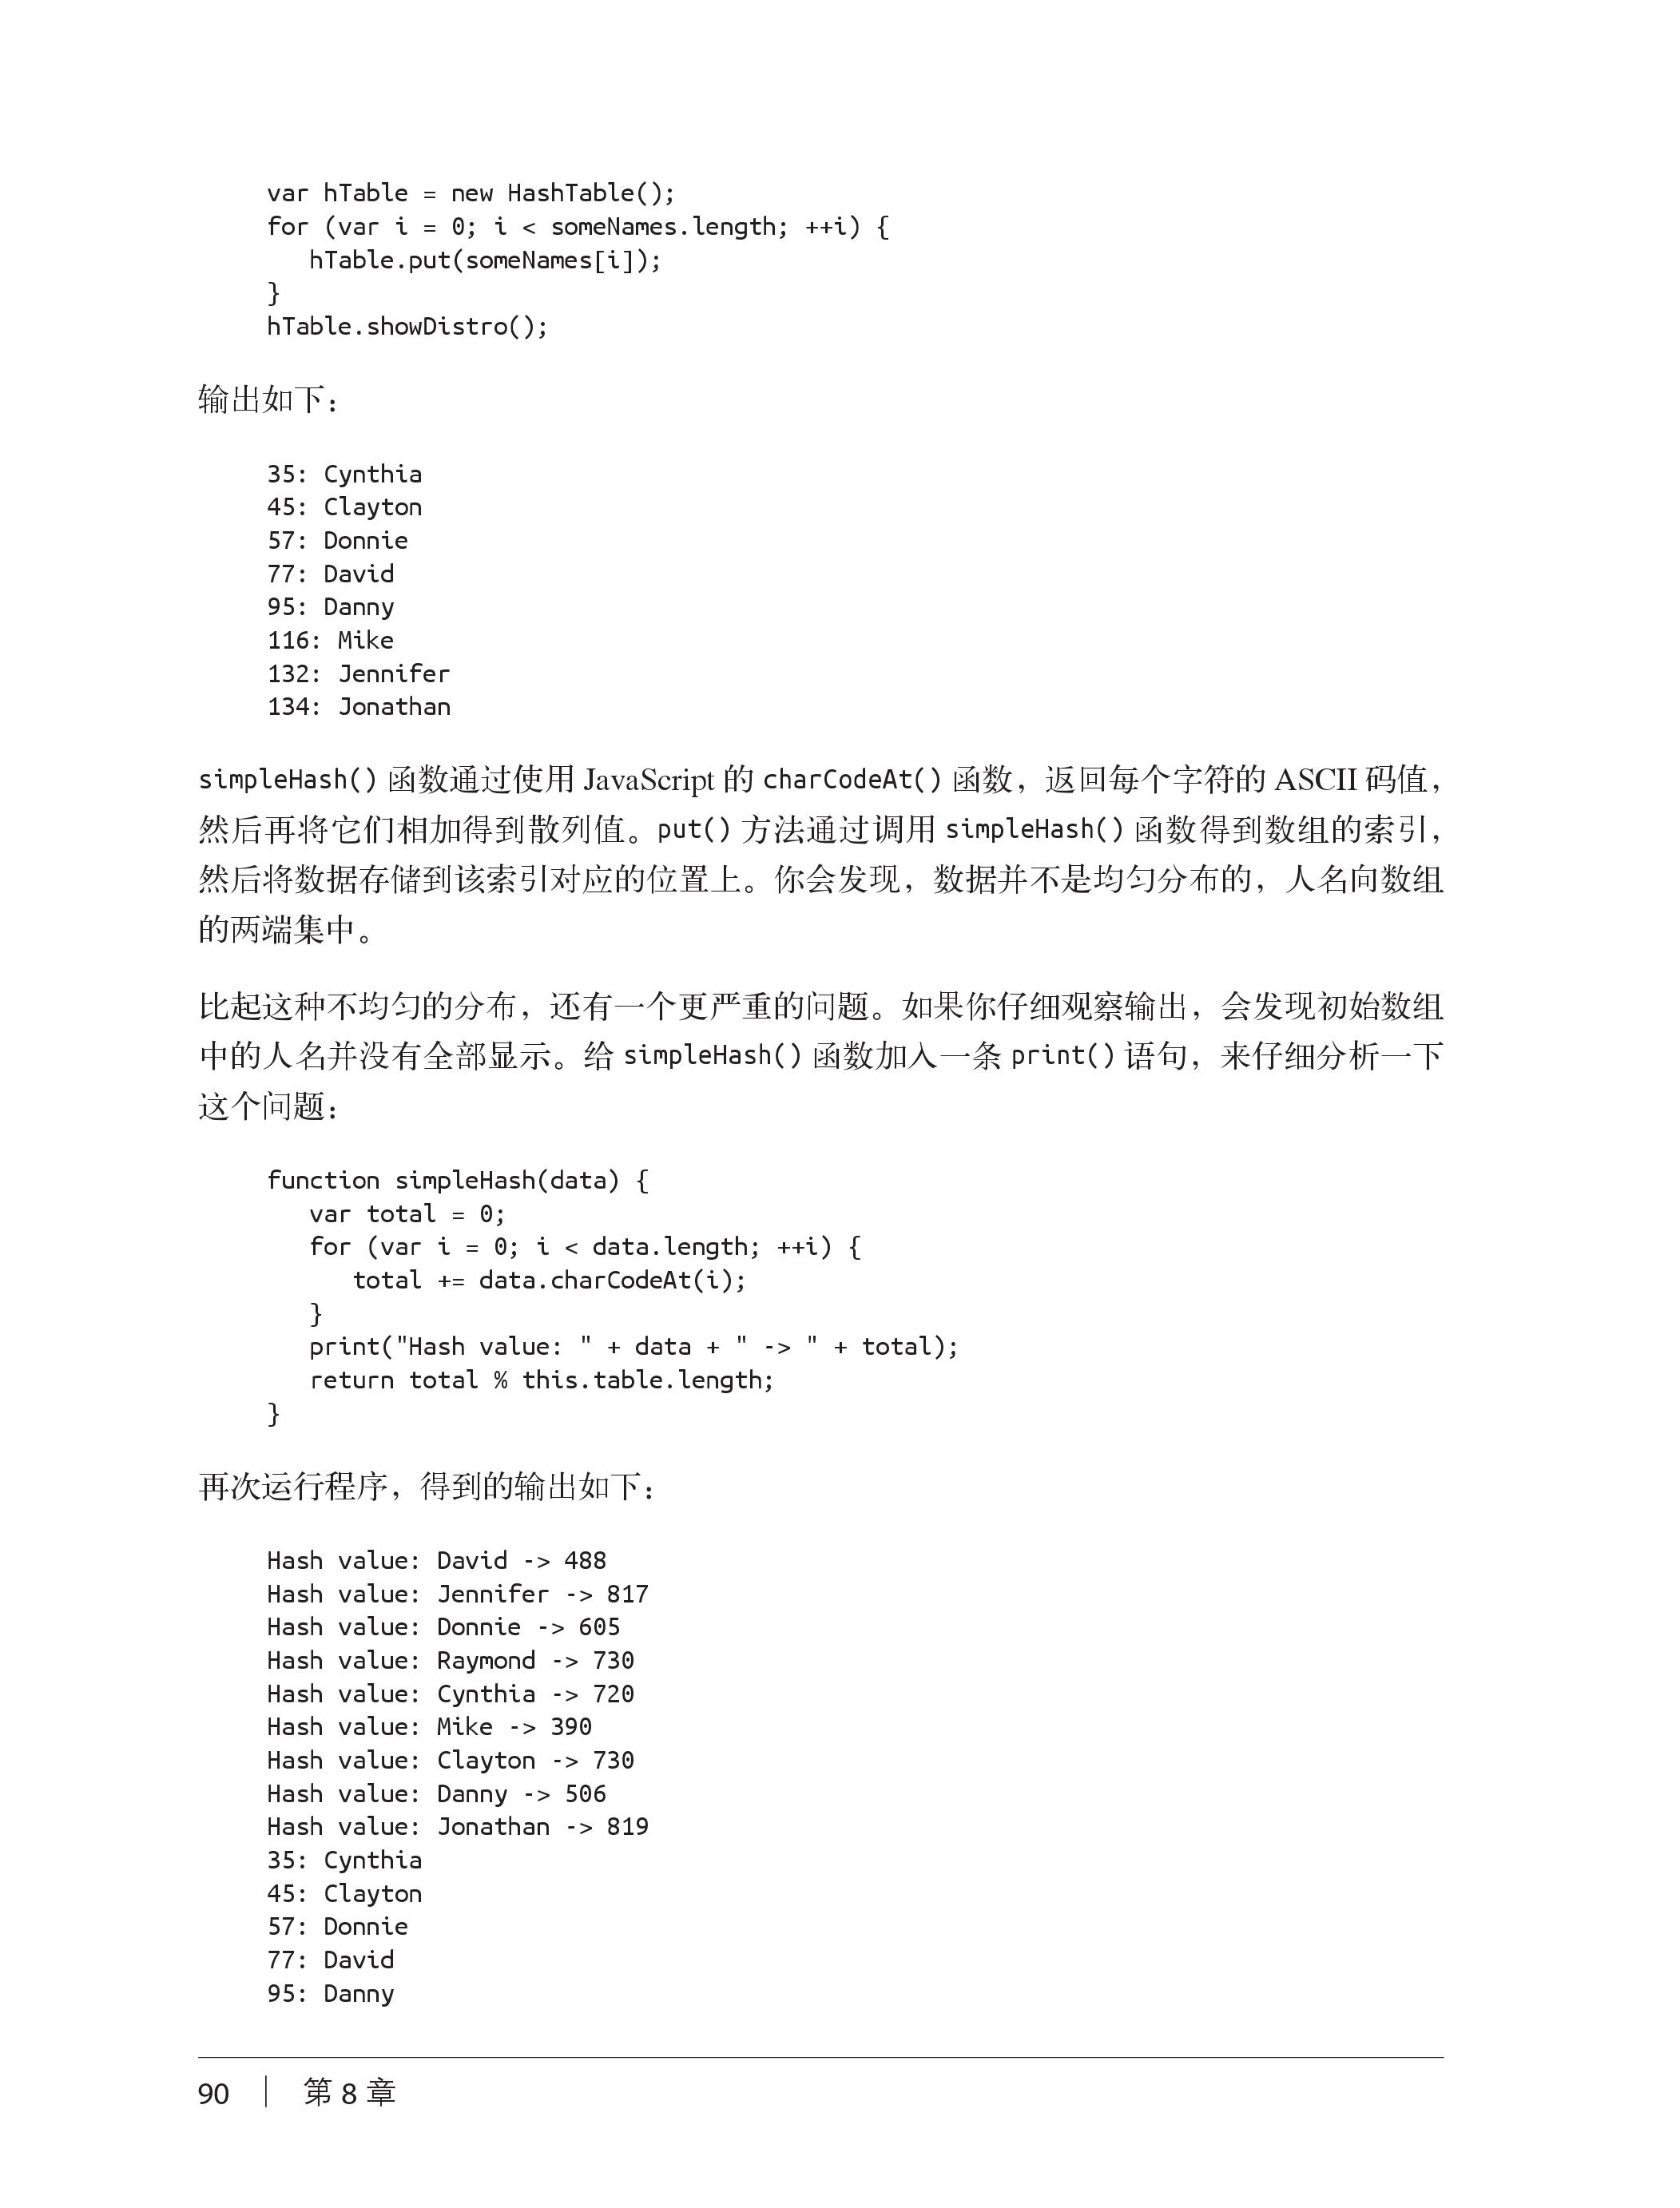 var hTable = new HashTable();
for (var i = 0; i < someNames.length; ++i) {
   hTable.put(someNames[i]);
}
hTable.showDistro();
输出如下：
35: Cynthia
45: Clayton
57: Donnie
77: David
95: Danny
116: Mike
132: Jennifer
134: Jonathan
simpleHash() 函数通过使用 JavaScript 的 charCodeAt() 函数，返回每个字符的 ASCII 码值，
然后再将它们相加得到散列值。put() 方法通过调用 simpleHash() 函数得到数组的索引，
然后将数据存储到该索引对应的位置上。你会发现，数据并不是均匀分布的，人名向数组
的两端集中。
比起这种不均匀的分布，还有一个更严重的问题。如果你仔细观察输出，会发现初始数组
中的人名并没有全部显示。给 simpleHash() 函数加入一条 print() 语句，来仔细分析一下
这个问题：
function simpleHash(data) {
   var total = 0;
   for (var i = 0; i < data.length; ++i) {
      total += data.charCodeAt(i);
   }
   print("Hash value: " + data + " -> " + total);
   return total % this.table.length;
}
再次运行程序，得到的输出如下：
Hash value: David -> 488
Hash value: Jennifer -> 817
Hash value: Donnie -> 605
Hash value: Raymond -> 730
Hash value: Cynthia -> 720
Hash value: Mike -> 390
Hash value: Clayton -> 730
Hash value: Danny -> 506
Hash value: Jonathan -> 819
35: Cynthia
45: Clayton
57: Donnie
77: David
95: Danny
90 | 第 8 章